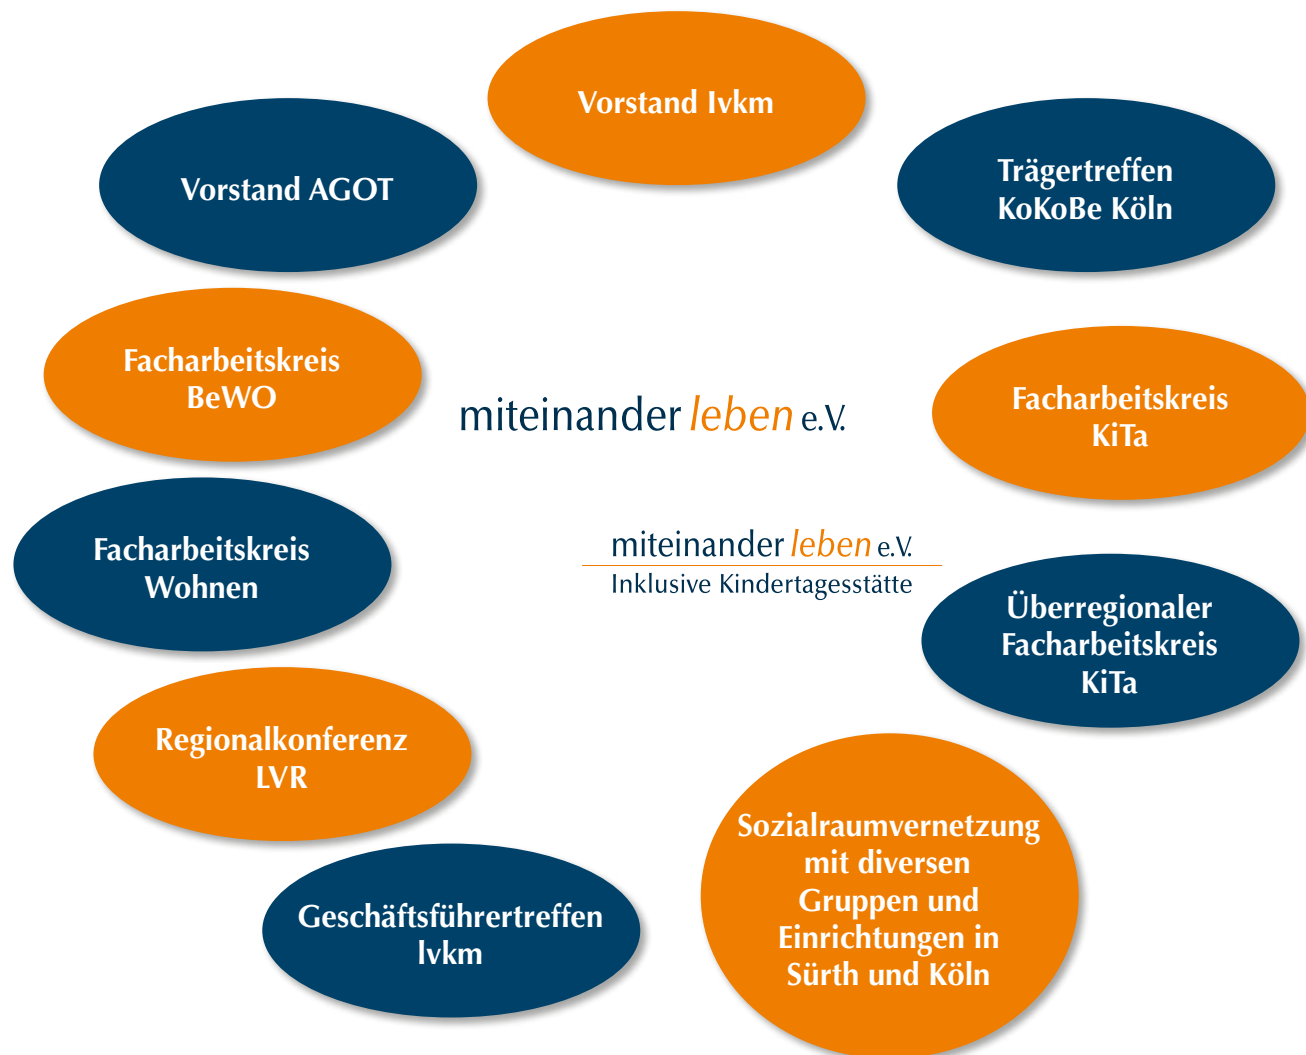 Vorstand lvkm
Vorstand AGOT
Trägertreffen
KoKoBe Köln
Facharbeitskreis
BeWO
miteinander leben e.V.
Facharbeitskreis
KiTa
Facharbeitskreis
Wohnen
miteinander leben e.V.
Inklusive Kindertagesstätte
Überregionaler
Facharbeitskreis
KiTa
Regionalkonferenz
LVR
Sozialraumvernetzung
mit diversen
Gruppen und
Einrichtungen in
Sürth und Köln
Geschäftsführertreffen
lvkm